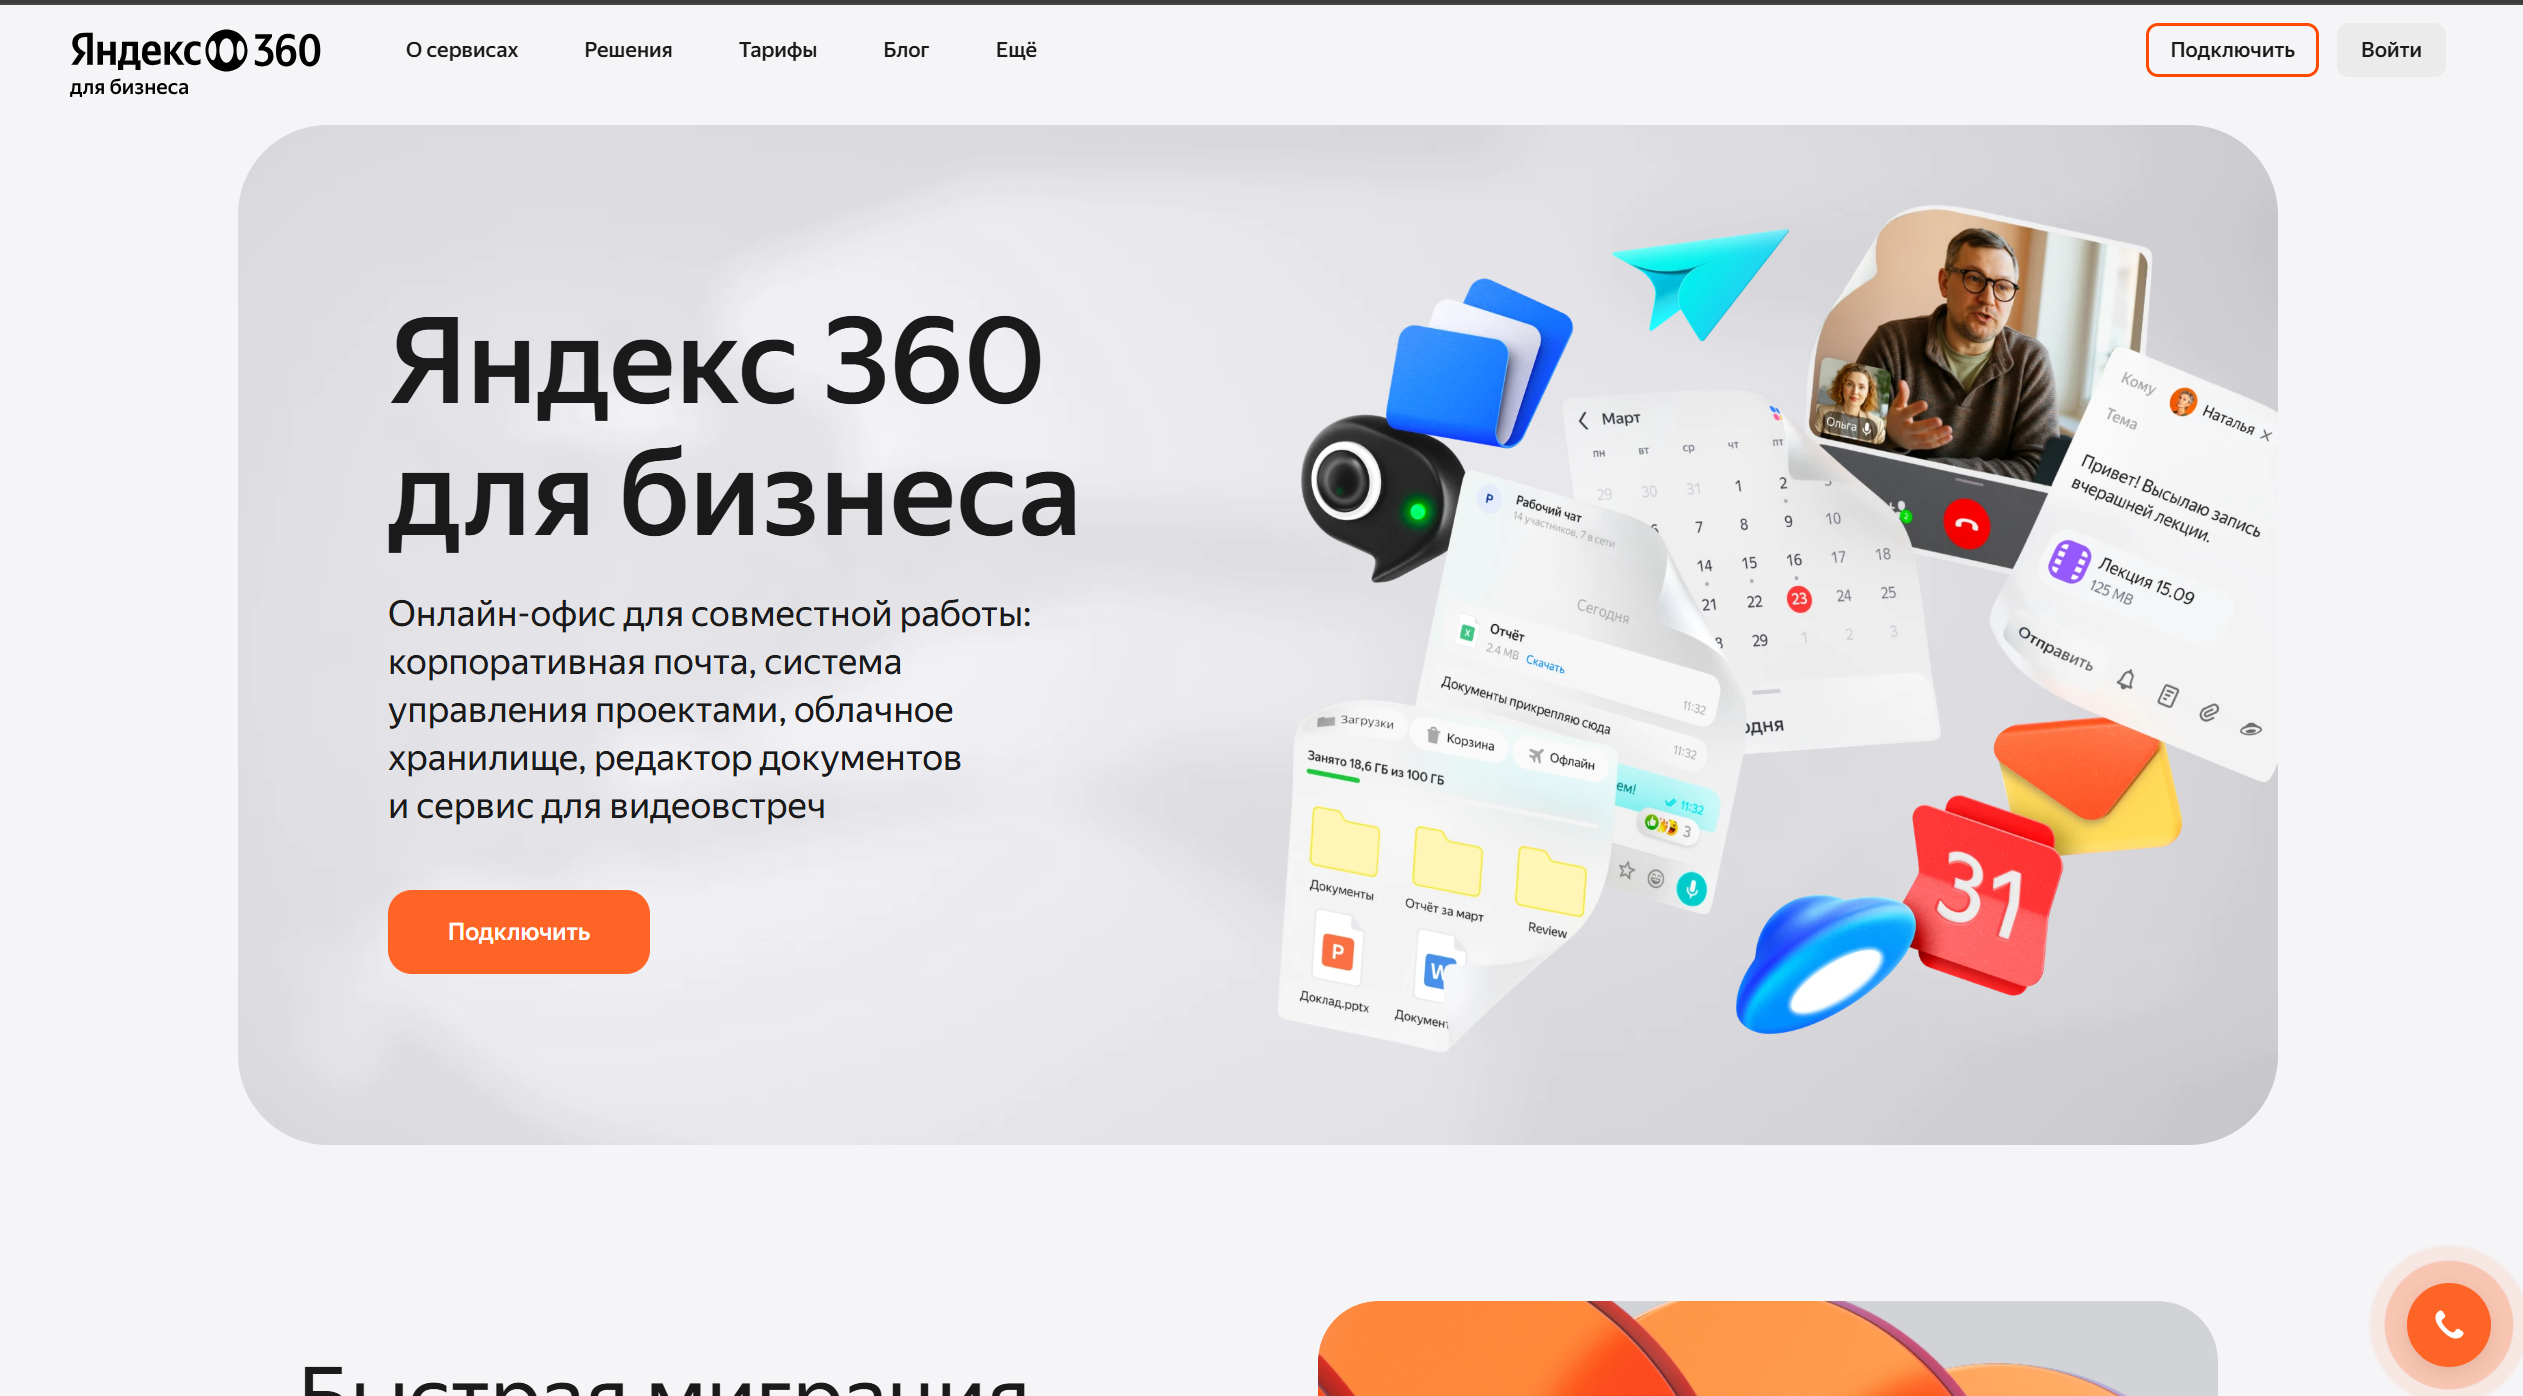 Яндекс 360
для бизнеса
О сервисах
Решения
Тарифы
Блог
Ещё
Подключить
Войти
Яндекс 360
для бизнеса
Онлайн-офис для совместной работы:
корпоративная почта, система
управления проектами, облачное
хранилище, редактор документов
и сервис для видеовстреч
Подключить
Ольга
Март
пн вт ср чт пт
29 30 31 1 2
7 8 9 10
14 15 16 17 18
21 22 23 24 25
29 1 2 3
Кому Наталья
Тема
Привет! Высылаю запись
вчерашней лекции.
Лекция 15.09
125 MB
Отправить
P
Рабочий чат
14 участников, 7 в сети
Сегодня
X
Отчёт
2.4 MB Скачать
11:32
Документы прикрепляю сюда
11:32
ем!
11:32
3
одня
Загрузки
Корзина
Офлайн
Занято 18,6 ГБ из 100 ГБ
Документы
Отчёт за март
Review
P
W
Доклад.pptx
Документ
31
Быстрая миграция